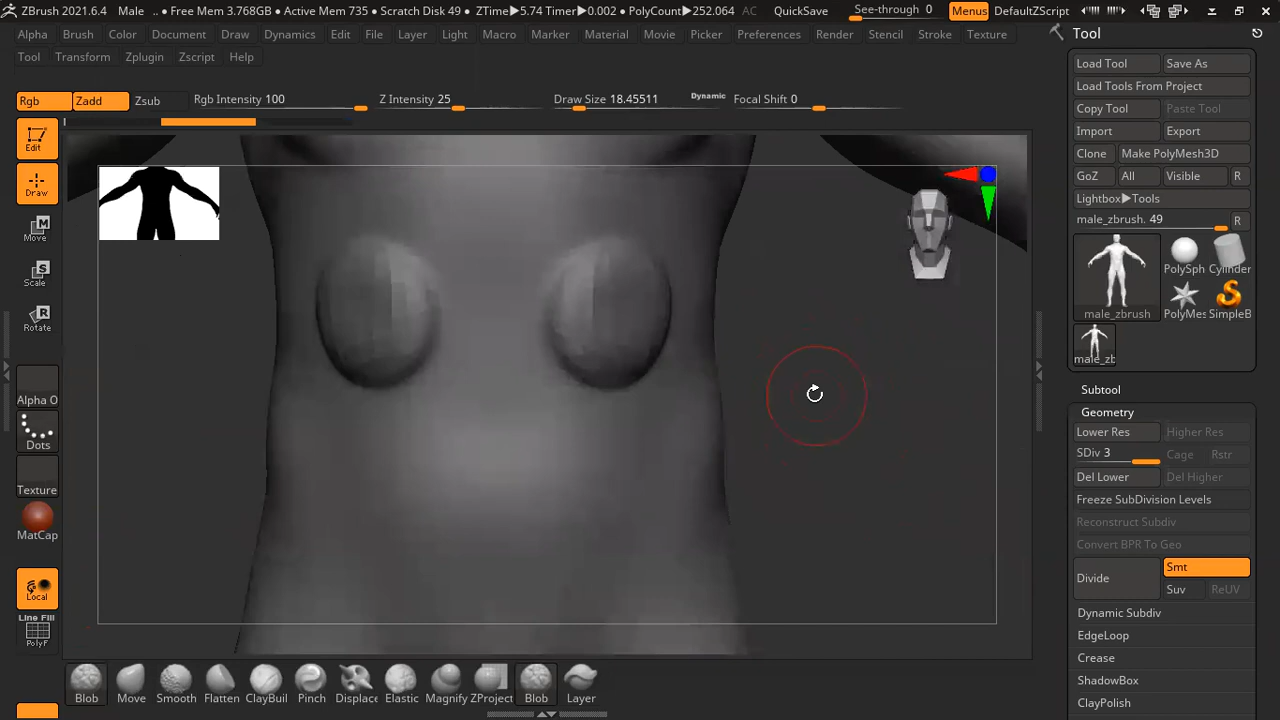 ZBrush 2021.6.4 Male .. ● Free Mem 3.768GB ● Active Mem 735 ● Scratch Disk 49 ● ZTime▶5.74 Timer▶0.002 ● PolyCount▶252.064 AC QuickSave See-through 0 Menus DefaultZScript
Alpha Brush Color Document Draw Dynamics Edit File Layer Light Macro Marker Material Movie Picker Preferences Render Stencil Stroke Texture
Tool Transform Zplugin Zscript Help
Rgb Zadd Zsub Rgb Intensity 100 Z Intensity 25 Draw Size 18.45511 Dynamic Focal Shift 0
Edit
Draw
Move
Scale
Rotate
Alpha O
Dots
Texture
MatCap
Local
Line Fill
PolyF
Blob Move Smooth Flatten ClayBuil Pinch Displace Elastic Magnify ZProject Blob Layer
Tool
Load Tool Save As
Load Tools From Project
Copy Tool Paste Tool
Import Export
Clone Make PolyMesh3D
GoZ All Visible R
Lightbox▶Tools
male_zbrush. 49 R
PolySph Cylinder
male_zbrush PolyMes SimpleB
male_zb
Subtool
Geometry
Lower Res Higher Res
SDiv 3 Cage Rstr
Del Lower Del Higher
Freeze SubDivision Levels
Reconstruct Subdiv
Convert BPR To Geo
Divide Smt
Suv ReUV
Dynamic Subdiv
EdgeLoop
Crease
ShadowBox
ClayPolish